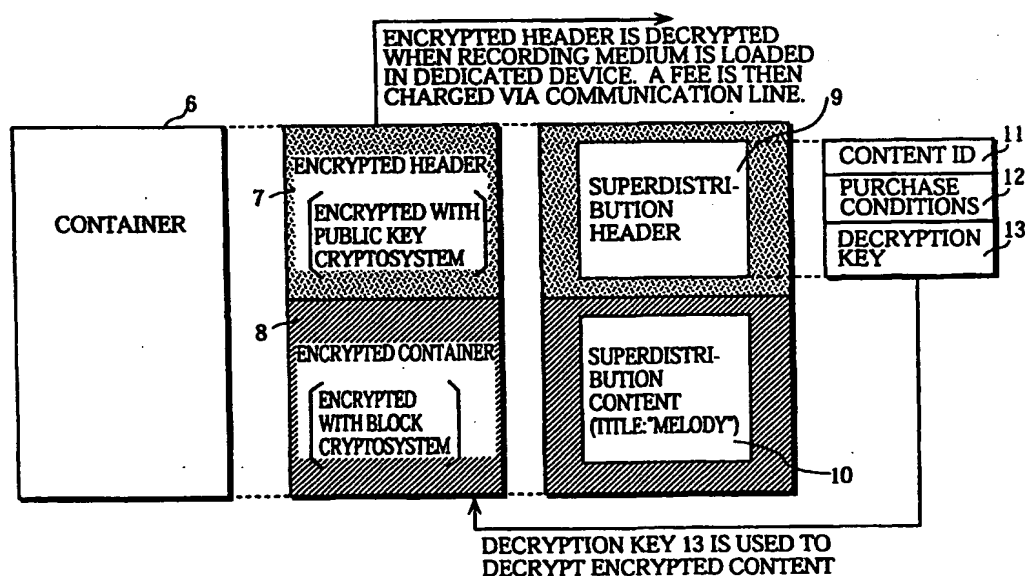 ENCRYPTED HEADER IS DECRYPTED
WHEN RECORDING MEDIUM IS LOADED
IN DEDICATED DEVICE. A FEE IS THEN
CHARGED VIA COMMUNICATION LINE.
6
9
11
12
13
CONTAINER
7
ENCRYPTED HEADER
ENCRYPTED WITH
PUBLIC KEY
CRYPTOSYSTEM
SUPERDISTRI-
BUTION
HEADER
CONTENT ID
PURCHASE
CONDITIONS
DECRYPTION
KEY
8
ENCRYPTED CONTAINER
ENCRYPTED
WITH BLOCK
CRYPTOSYSTEM
SUPERDISTRI-
BUTION
CONTENT
(TITLE:"MELODY")
10
DECRYPTION KEY 13 IS USED TO
DECRYPT ENCRYPTED CONTENT